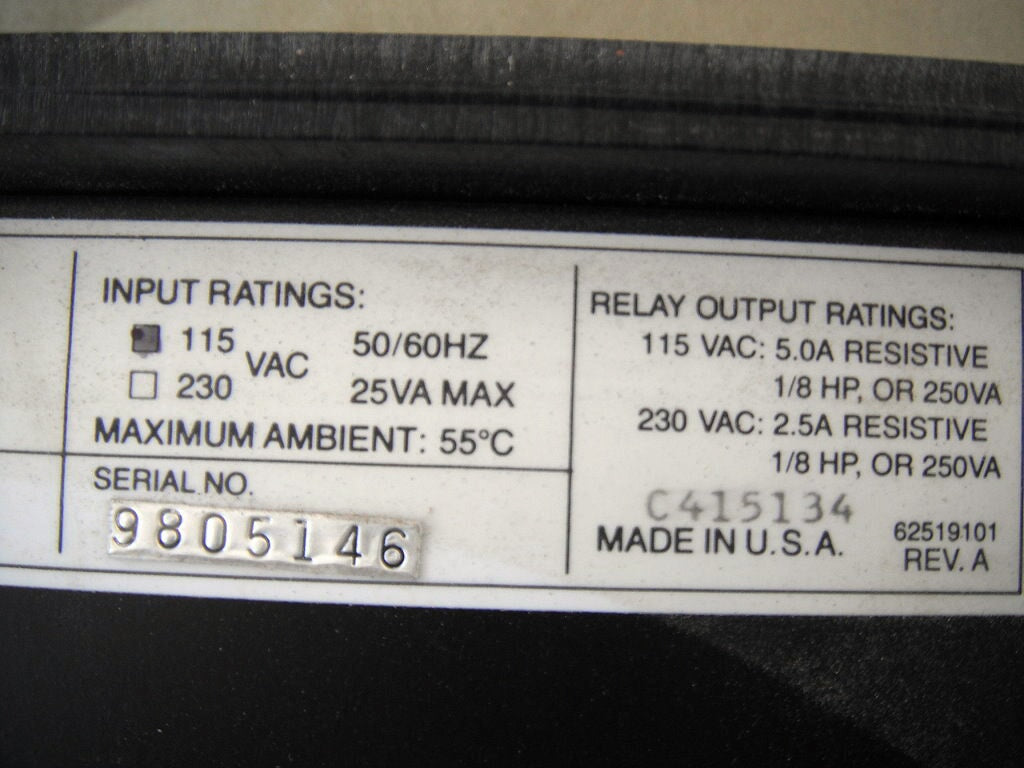 INPUT RATINGS:
115 VAC 50/60HZ
230 25VA MAX
MAXIMUM AMBIENT: 55°C
SERIAL NO.
9805146
RELAY OUTPUT RATINGS:
115 VAC: 5.0A RESISTIVE
1/8 HP, OR 250VA
230 VAC: 2.5A RESISTIVE
1/8 HP, OR 250VA
C415134
MADE IN U.S.A.
62519101
REV. A